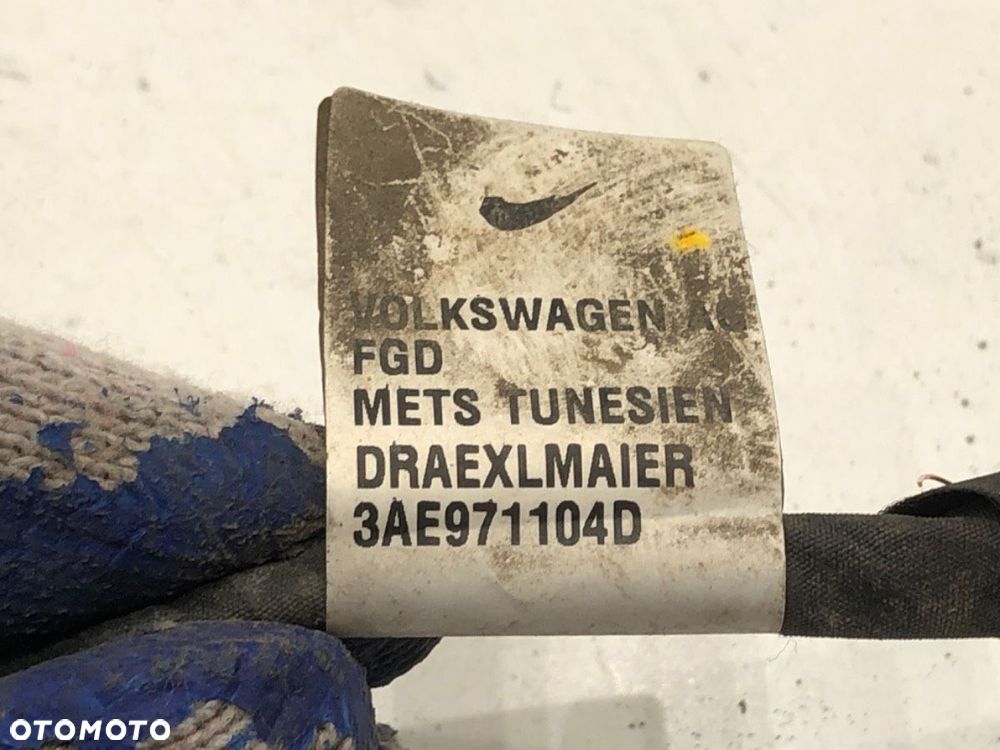 VOLKSWAGEN AG
FGD
METS TUNESIEN
DRAEXLMAIER
3AE971104D
OTOMOTO